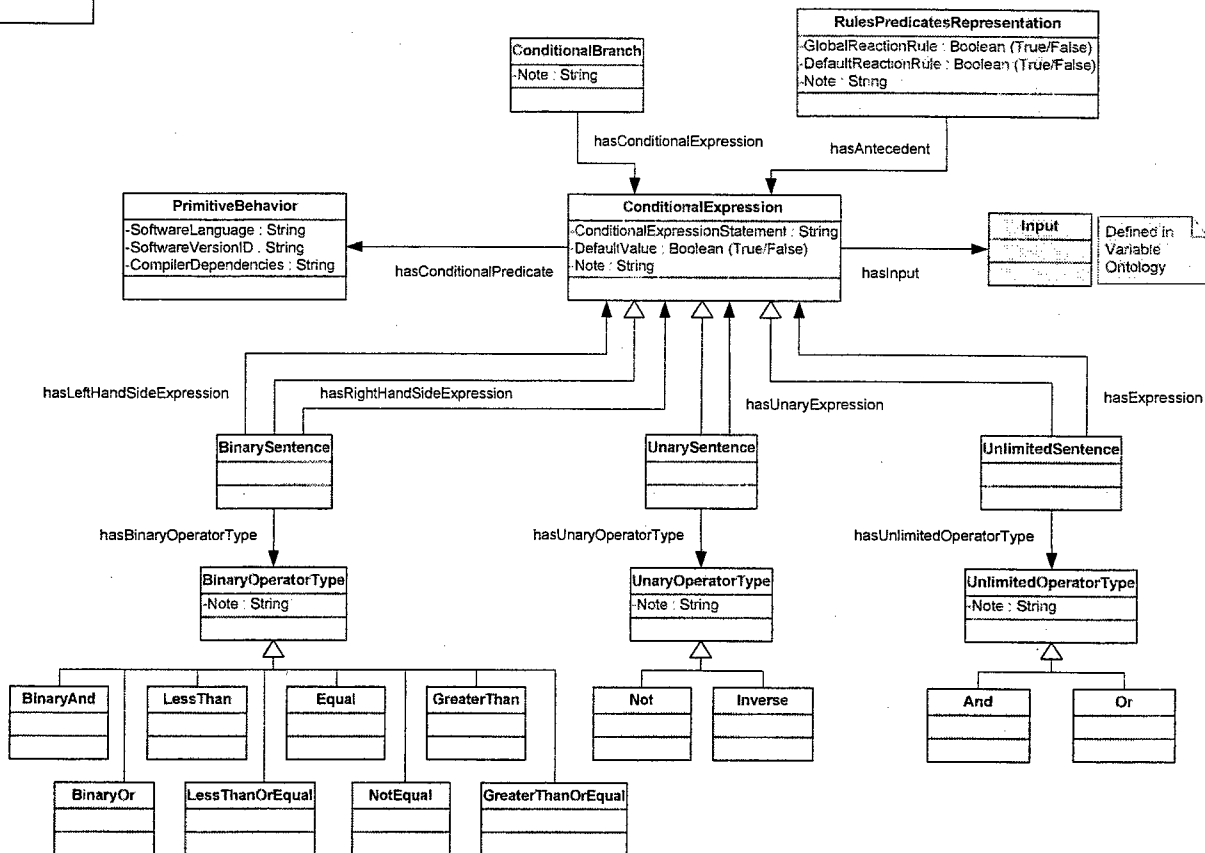 RulesPredicatesRepresentation
-GlobalReactionRule : Boolean (True/False)
-DefaultReactionRule : Boolean (True/False)
-Note : String
ConditionalBranch
-Note : String
hasConditionalExpression
hasAntecedent
PrimitiveBehavior
-SoftwareLanguage : String
-SoftwareVersionID : String
-CompilerDependencies : String
ConditionalExpression
-ConditionalExpressionStatement : String
-DefaultValue : Boolean (True/False)
-Note : String
Input
Defined in
Variable
Ontology
hasConditionalPredicate
hasInput
hasLeftHandSideExpression
hasRightHandSideExpression
hasUnaryExpression
hasExpression
BinarySentence
UnarySentence
UnlimitedSentence
hasBinaryOperatorType
hasUnaryOperatorType
hasUnlimitedOperatorType
BinaryOperatorType
-Note : String
UnaryOperatorType
-Note : String
UnlimitedOperatorType
-Note : String
BinaryAnd
LessThan
Equal
GreaterThan
Not
Inverse
And
Or
BinaryOr
LessThanOrEqual
NotEqual
GreaterThanOrEqual